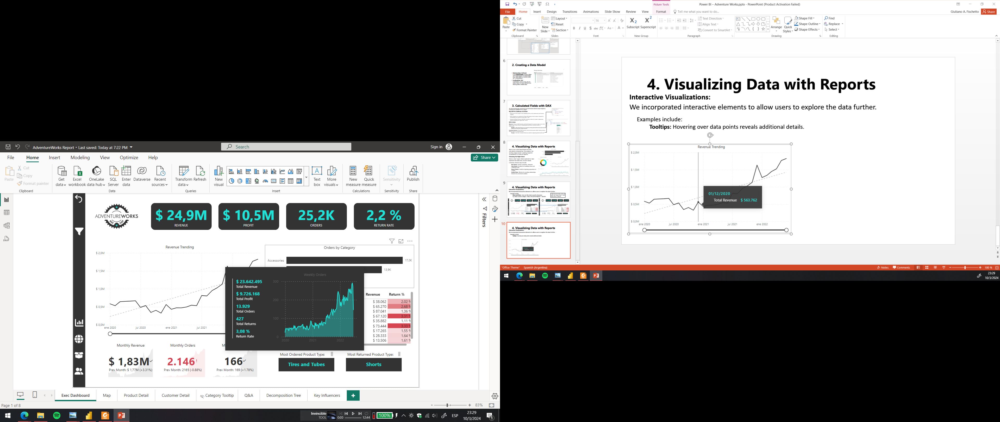 AdventureWorks Report • Last saved: Today at 7:22 PM
Search
Sign in
File Home Insert Modeling View Optimize Help
Share
Paste
Cut
Copy
Format painter
Clipboard
Get data
Excel workbook
OneLake data hub
SQL Server
Enter data
Dataverse
Recent sources
Data
Transform data
Refresh
Queries
New visual
Text box
More visuals
Insert
New measure
Quick measure
Calculations
Sensitivity
Sensitivity
Publish
Share
ADVENTUREWORKS
BIKE SHOP
$ 24,9M
REVENUE
$ 10,5M
PROFIT
25,2K
ORDERS
2,2 %
RETURN RATE
Filters
Revenue Trending
$ 2,0M
$ 1,5M
$ 1,0M
$ 0,5M
$ 0,0M
ene 2020 jul 2020 ene 2021 jul 2021
Orders by Category
Accessories 17,0K
13,9K
Weekly Orders
$ 23.642.495
Total Revenue
$ 9.726.168
Total Profit
13.929
Total Orders
427
Total Returns
3,08 %
Return Rate
300
200
100
0
2020 2021 2022
Revenue Return %
$ 38.062 2,02 %
$ 65.270 2,68 %
$ 87.041 1,36 %
$ 67.120 3,31 %
$ 35.882 1,11 %
$ 73.444 3,33 %
$ 17.265 1,55 %
$ 28.333 1,64 %
$ 13.506 1,61 %
Monthly Revenue
$ 1,83M
Prev Month: $ 1,77M (+3.31%)
Monthly Orders
2.146!
Prev Month: 2165 (-0.88%)
M
166
Prev Month: 169 (+1.78%)
Most Ordered Product Type:
Tires and Tubes
Most Returned Product Type:
Shorts
Exec Dashboard Map Product Detail Customer Detail Category Tooltip Q&A Decomposition Tree Key Influencers +
Page 1 of 8
83%
Invincible
TOOL
0:00 12:44
100%
ESP
23:29
10/3/2024
1
Power BI – Adventure Works.pptx - PowerPoint (Product Activation Failed)
Picture Tools
File Home Insert Design Transitions Animations Slide Show Review View Format Tell me what you want to do...
Giuliano A. Fischetto Share
Paste
Cut
Copy
Format Painter
Clipboard
New Slide
Layout
Reset
Section
Slides
16
Font
Subscript Superscript
New Group
Text Direction
Align Text
Convert to SmartArt
Paragraph
Arrange
Quick Styles
Shape Fill
Shape Outline
Shape Effects
Drawing
Find
Replace
Select
Editing
6
2. Creating a Data Model
7
3. Calculated Fields with DAX
8
4. Visualizing Data with Reports
9
4. Visualizing Data with Reports
10
4. Visualizing Data with Reports
4. Visualizing Data with Reports
Interactive Visualizations:
We incorporated interactive elements to allow users to explore the data further.
Examples include:
Tooltips: Hovering over data points reveals additional details.
Revenue Trending
$ 2,0M
$ 1,5M
$ 1,0M
$ 0,5M
$ 0,0M
ene 2020 jul 2020 ene 2021 jul 2021 ene 2022
01/12/2020
Total Revenue $ 563.762
"Office Theme" Spanish (Argentina)
Notes Comments 100 %
23:29
10/3/2024